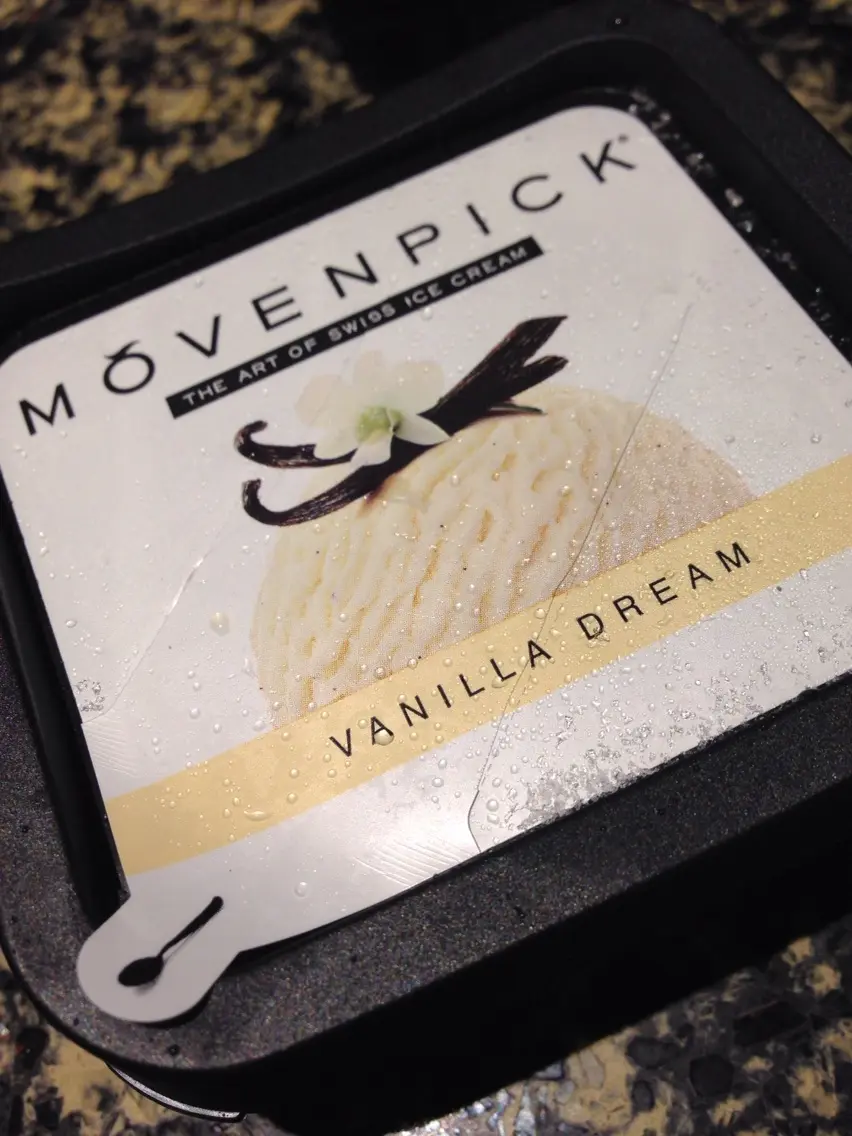 MÖVENPICK®
THE ART OF SWISS ICE CREAM
VANILLA DREAM